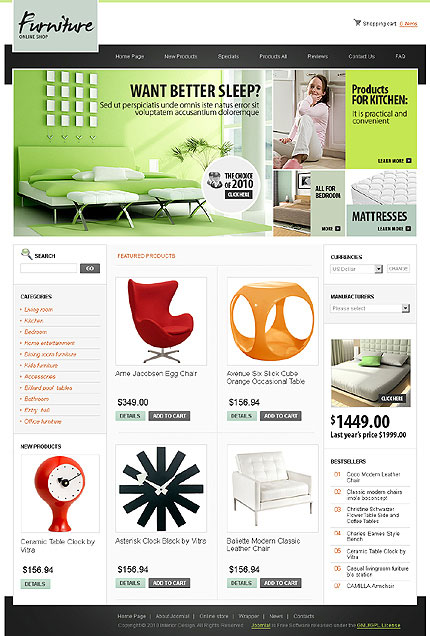 Furniture
ONLINE SHOP
Shopping cart: 0 items
Home Page
New Products
Specials
Products All
Reviews
Contact Us
FAQ
WANT BETTER SLEEP?
Sed ut perspiciatis unde omnis iste natus error sit
voluptatem accusantium doloremque
THE CHOICE
OF 2010
CLICK HERE
Products
FOR KITCHEN:
It is practical and
convenient
LEARN MORE
ALL FOR
BEDROOM
MORE
MATTRESSES
LEARN MORE
SEARCH
GO
CATEGORIES
Living room
Kitchen
Bedroom
Home entertainment
Dining room furniture
Kids furniture
Accessories
Billiard pool tables
Bathroom
Entry hall
Office furniture
NEW PRODUCTS
Ceramic Table Clock by
Vitra
$156.94
DETAILS
FEATURED PRODUCTS
Arne Jacobsen Egg Chair
$349.00
DETAILS
ADD TO CART
Avenue Six Slick Cube
Orange Occasional Table
$156.94
DETAILS
ADD TO CART
Asterisk Clock Black by Vitra
$156.94
DETAILS
ADD TO CART
Baliette Modern Classic
Leather Chair
$156.94
DETAILS
ADD TO CART
CURRENCIES
US Dollar
CHANGE
MANUFACTURERS
Please select
CLICK HERE
$1449.00
Last year's price $1999.00
BESTSELLERS
01 Coco Modern Leather
Chair
02 Classic modern chairs
03 Christine Schwarzer
Flower Table Side and
Coffee Tables
04 Charles Eames Style
Bench
05 Ceramic Table Clock by
Vitra
06 Casual livingroom furniture
07 CAMILLA Armchair
Home Page | About Joomla! | Online store | Wrapper | News | Contacts
Copyright © 2010 Interior Design. All Rights Reserved. Joomla! is Free Software released under the GNU/GPL License.